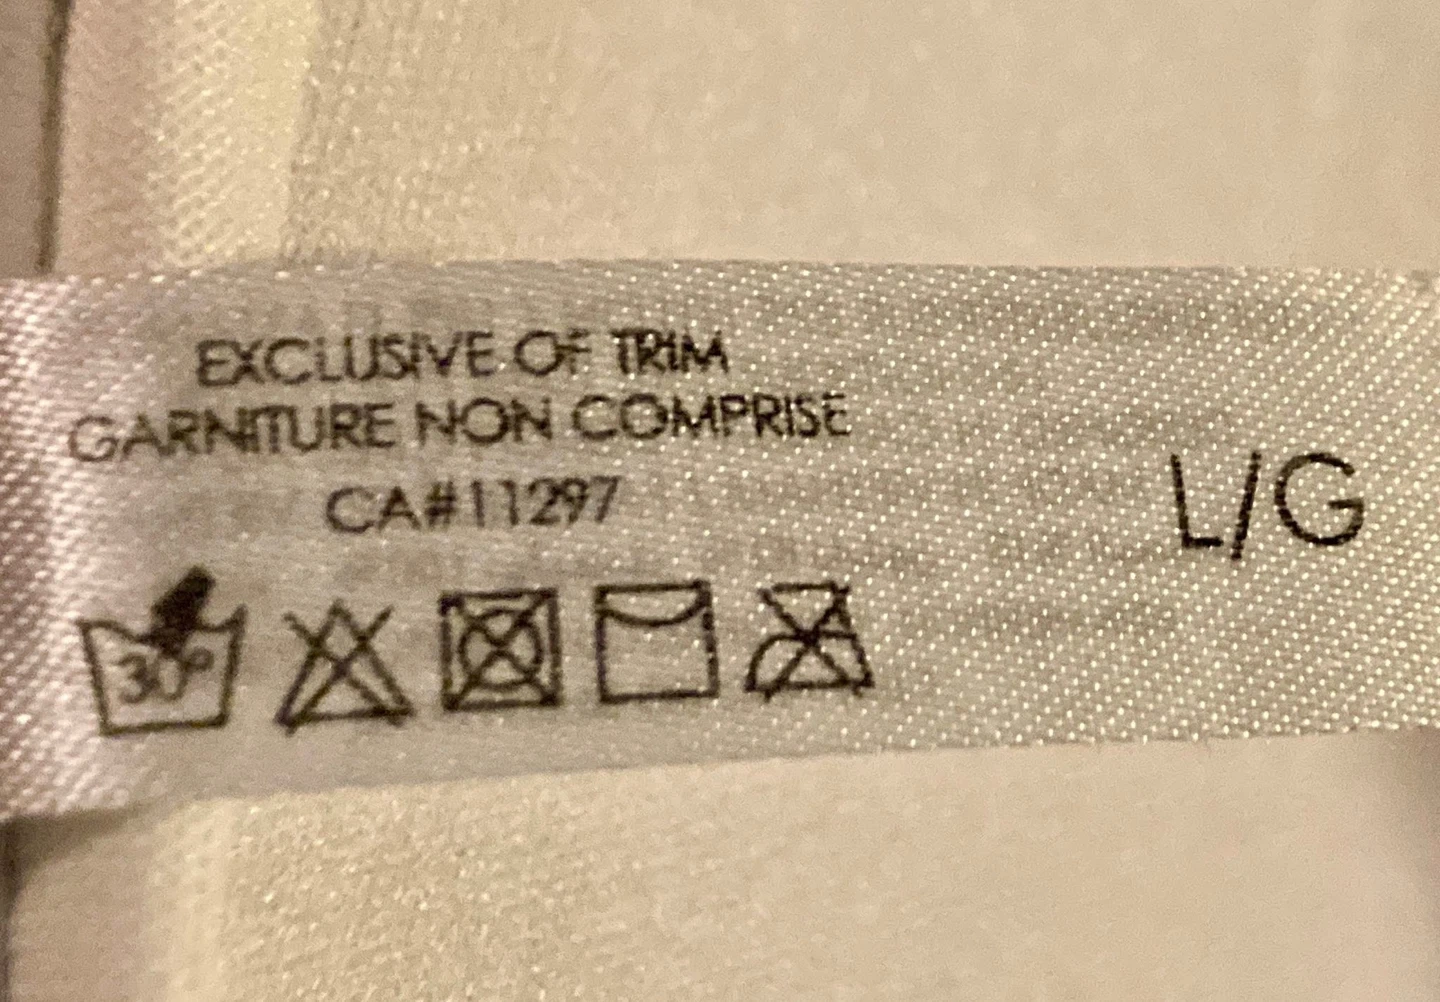 EXCLUSIVE OF TRIM
GARNITURE NON COMPRISE
CA#11297
L/G
30°